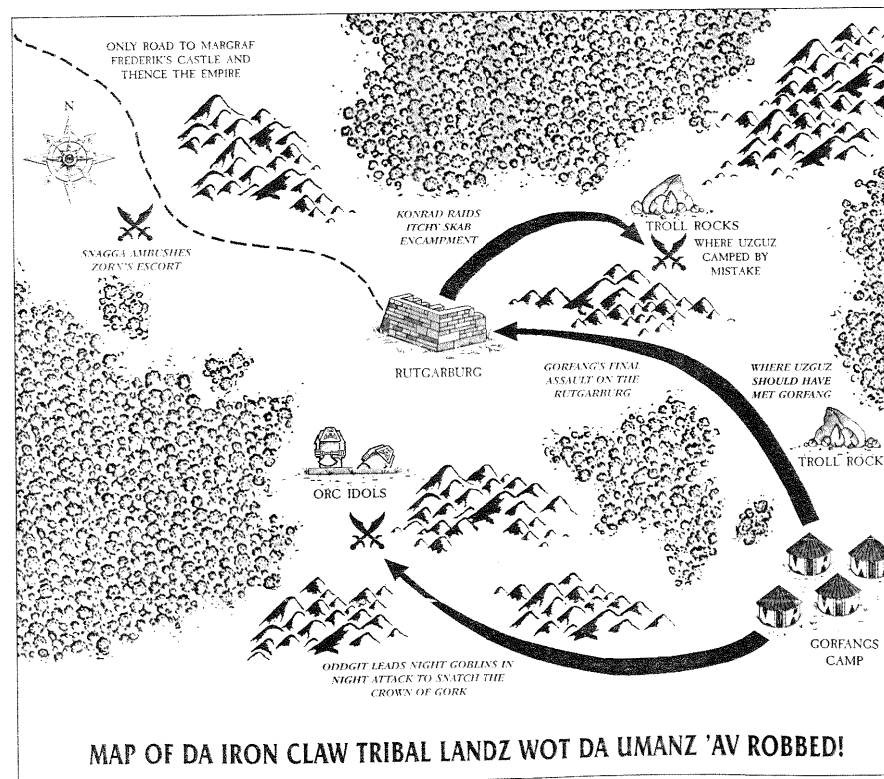 ONLY ROAD TO MARGRAF
FREDERIK'S CASTLE AND
THENCE THE EMPIRE
N
KONRAD RAIDS
ITCHY SKAB
ENCAMPMENT
TROLL ROCKS
WHERE UZGUZ
CAMPED BY
MISTAKE
SNAGGA AMBUSHES
ZORN'S ESCORT
RUTGARBURG
GORFANG'S FINAL
ASSAULT ON THE
RUTGARBURG
WHERE UZGUZ
SHOULD HAVE
MET GORFANG
TROLL ROCK
ORC IDOLS
GORFANGS
CAMP
ODDGIT LEADS NIGHT GOBLINS IN
NIGHT ATTACK TO SNATCH THE
CROWN OF GORK
MAP OF DA IRON CLAW TRIBAL LANDZ WOT DA UMANZ 'AV ROBBED!